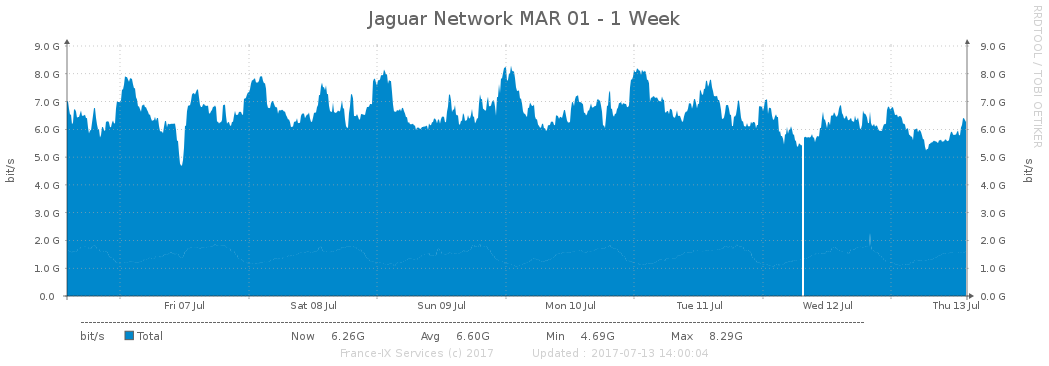 Jaguar Network MAR 01 - 1 Week
RRDTOOL / TOBI OETIKER
9.0 G 9.0 G
8.0 G 8.0 G
7.0 G 7.0 G
6.0 G 6.0 G
5.0 G 5.0 G
bit/s bit/s
4.0 G 4.0 G
3.0 G 3.0 G
2.0 G 2.0 G
1.0 G 1.0 G
0.0 0.0 G
Fri 07 Jul Sat 08 Jul Sun 09 Jul Mon 10 Jul Tue 11 Jul Wed 12 Jul Thu 13 Jul
bit/s Total Now 6.26G Avg 6.60G Min 4.69G Max 8.29G
France-IX Services (c) 2017 Updated : 2017-07-13 14:00:04